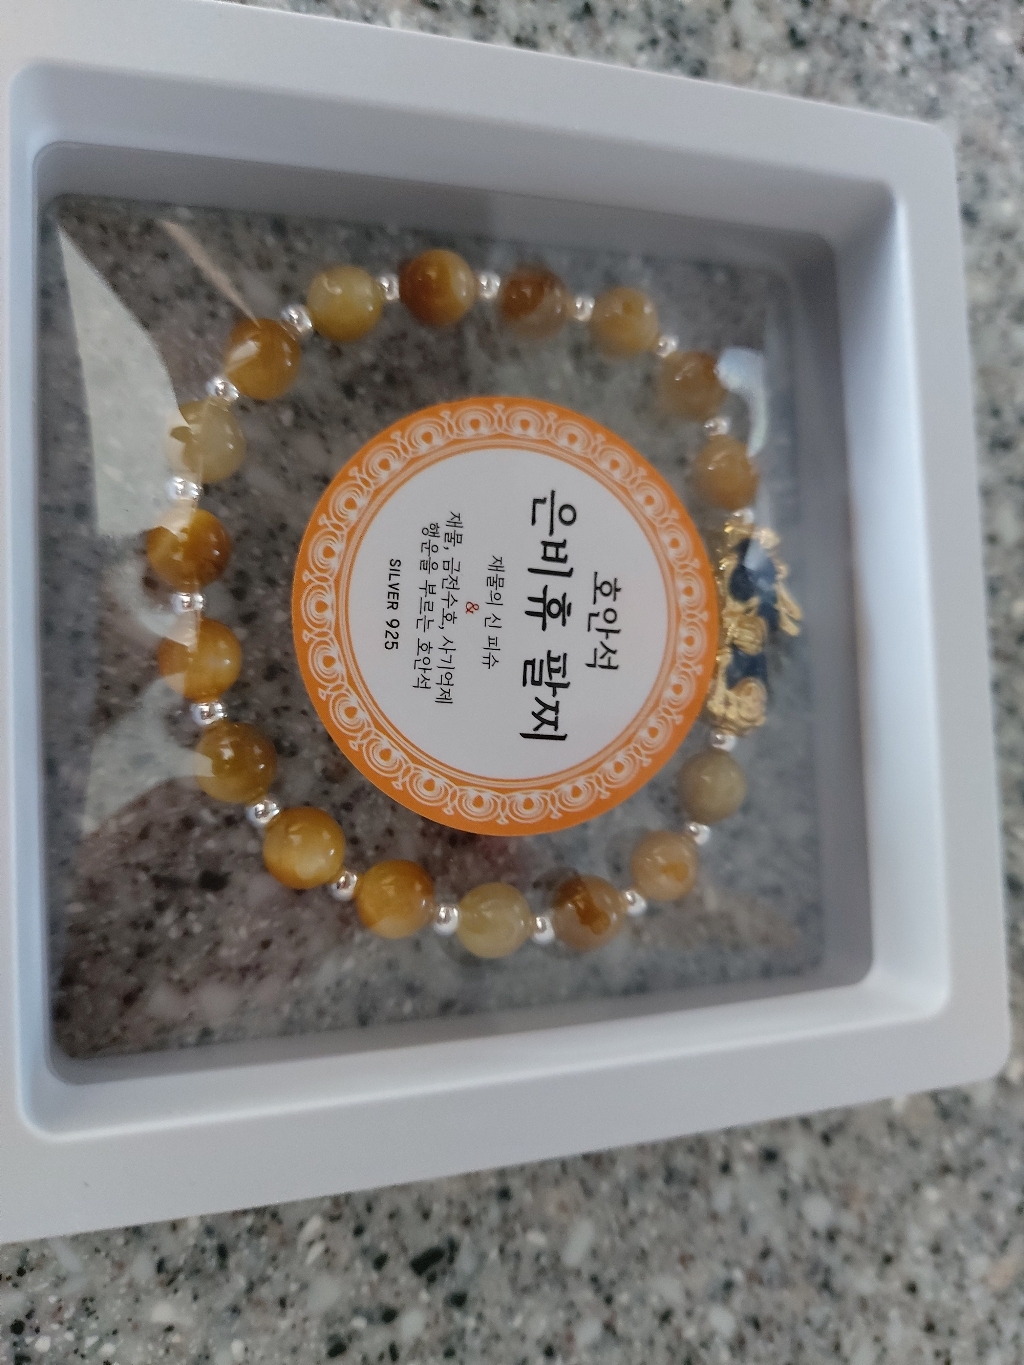 호안석
은비휴 팔찌
재물의 신 피슈
&
재물, 금전수호, 사기억제
행운을 부르는 호안석
SILVER 925